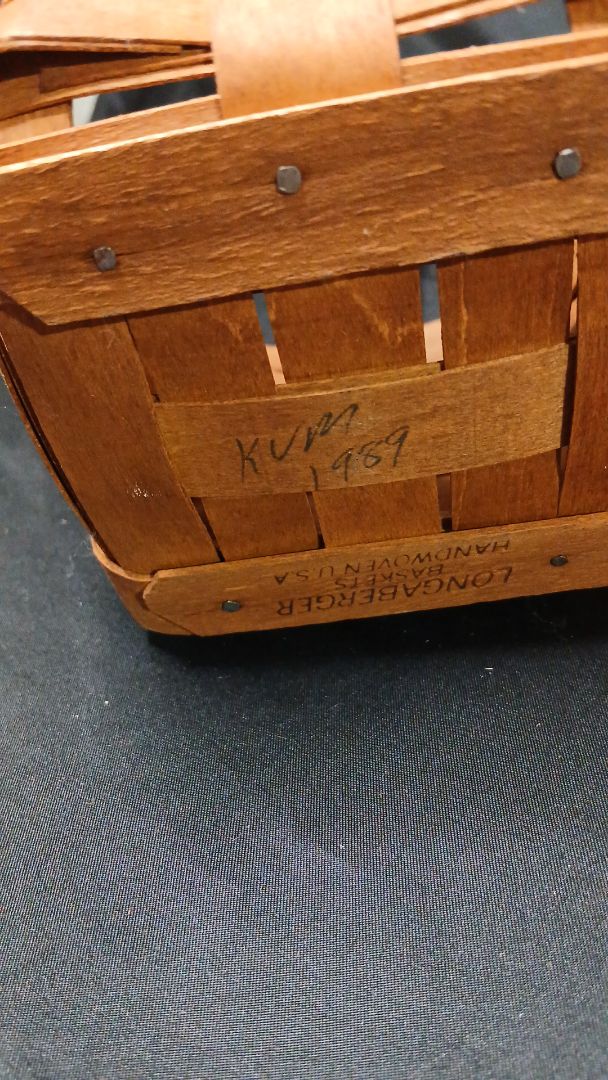 KVM
1989
LONGABERGER
BASKETS
HANDWOVEN U.S.A